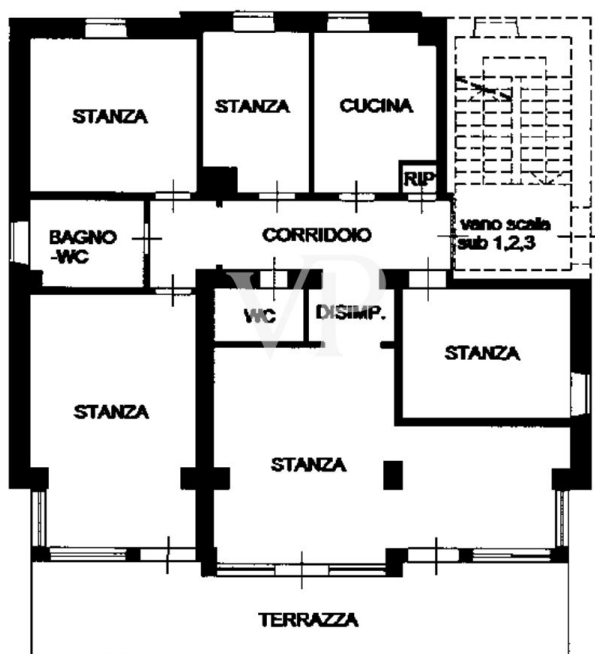 STANZA
STANZA
CUCINA
RIP
BAGNO
-WC
CORRIDOIO
vano scala
sub 1,2,3
WC
DISIMP.
STANZA
STANZA
STANZA
TERRAZZA
VP